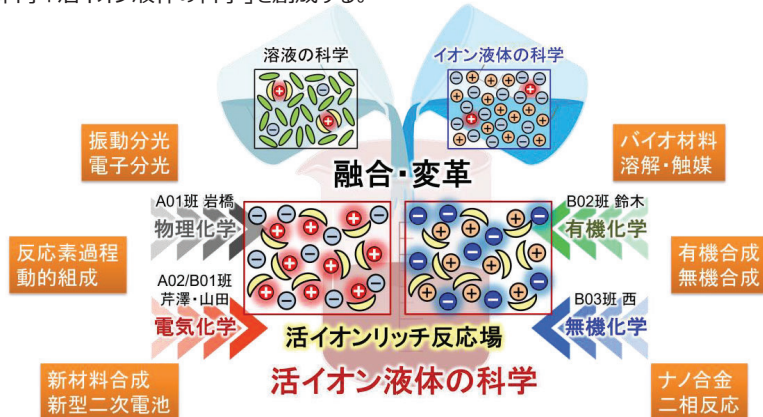 科学「活イオン液体の科学」を創成する。
溶液の科学
イオン液体の科学
振動分光
電子分光
バイオ材料
溶解・触媒
融合・変革
A01班 岩橋
物理化学
B02班 鈴木
有機化学
反応素過程
動的組成
有機合成
無機合成
A02/B01班
芹澤・山田
電気化学
B03班 西
無機化学
活イオンリッチ反応場
新材料合成
新型二次電池
活イオン液体の科学
ナノ合金
二相反応